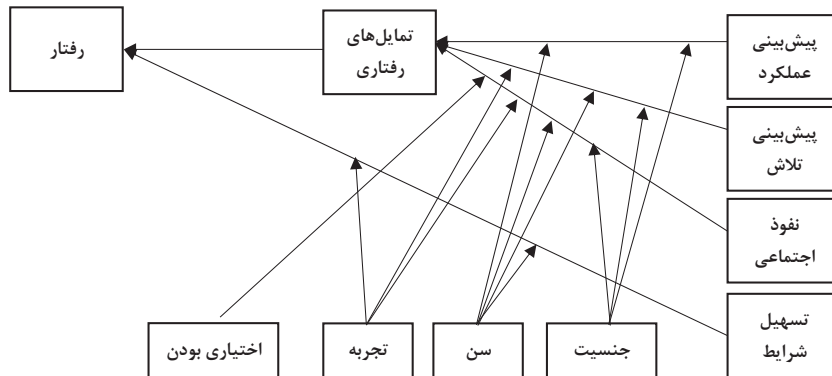 پیش‌بینی
عملکرد
تمایل‌های
رفتاری
رفتار
پیش‌بینی
تلاش
نفوذ
اجتماعی
تسهیل
شرایط
جنسیت
سن
تجربه
اختیاری بودن